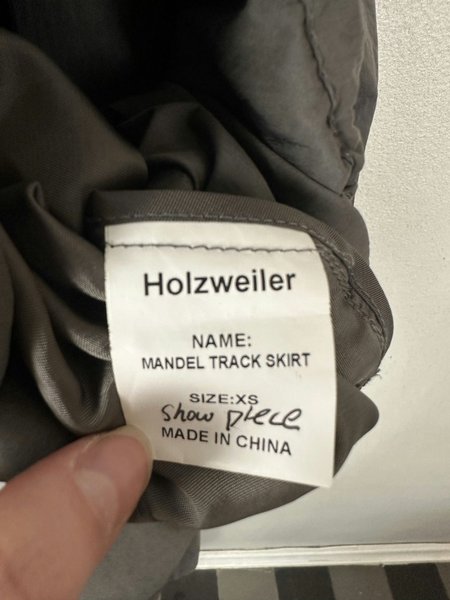 Holzweiler
NAME:
MANDEL TRACK SKIRT
SIZE:XS
Show piece
MADE IN CHINA